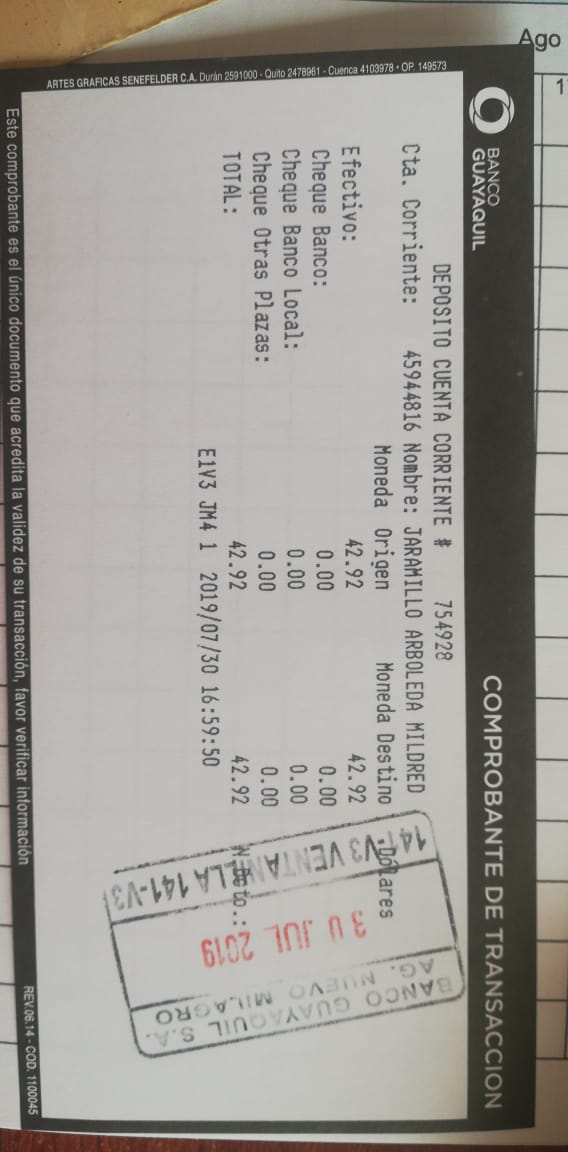 Ago
BANCO
GUAYAQUIL
COMPROBANTE DE TRANSACCION
DEPOSITO CUENTA CORRIENTE # 754928
Cta. Corriente: 45944816 Nombre: JARAMILLO ARBOLEDA MILDRED
Moneda Origen Moneda Destino Dólares
Efectivo: 42.92 42.92
Cheque Banco: 0.00 0.00
Cheque Banco Local: 0.00 0.00
Cheque Otras Plazas: 0.00 0.00
TOTAL: 42.92 42.92
E1V3 JM4 1 2019/07/30 16:59:50
BANCO GUAYAQUIL S.A.
AG. NUEVO MILAGRO
30 JUL 2019
141-V3 VENTANILLA 141-V3
ARTES GRAFICAS SENEFELDER C.A. Durán 2591000 - Quito 2478961 - Cuenca 4103978 • OP. 149573
Este comprobante es el único documento que acredita la validez de su transacción, favor verificar información
REV.06.14 - COD. 1100045